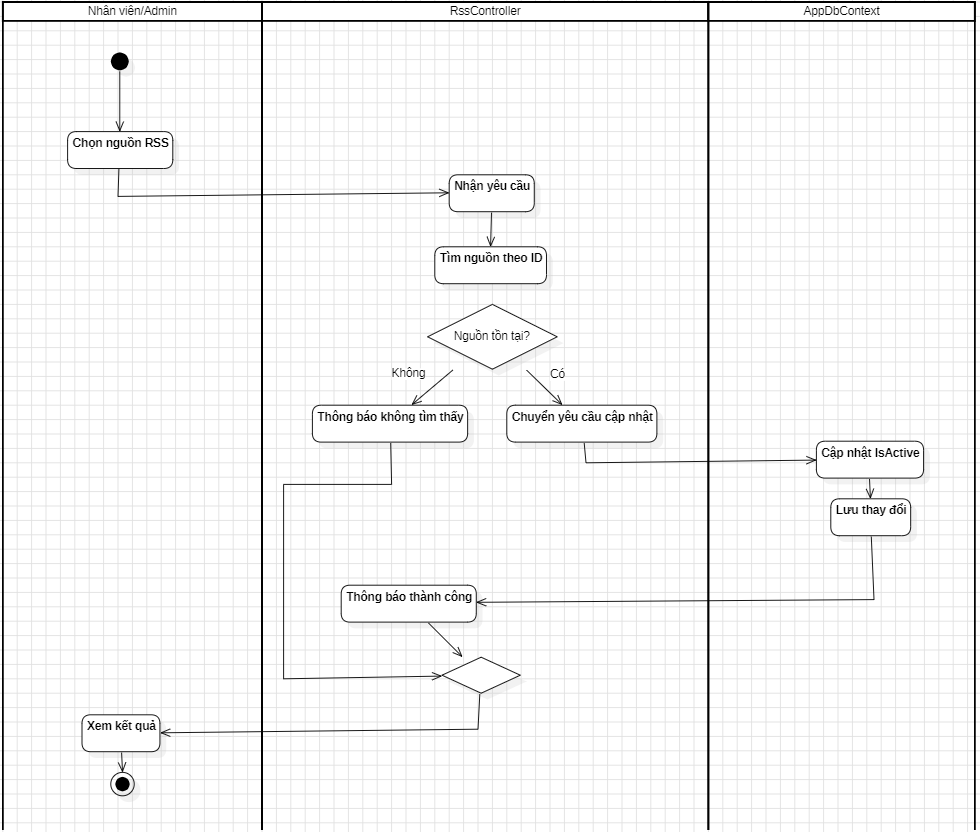 Nhân viên/Admin
RssController
AppDbContext
Chọn nguồn RSS
Nhận yêu cầu
Tìm nguồn theo ID
Nguồn tồn tại?
Không
Có
Thông báo không tìm thấy
Chuyển yêu cầu cập nhật
Cập nhật IsActive
Lưu thay đổi
Thông báo thành công
Xem kết quả